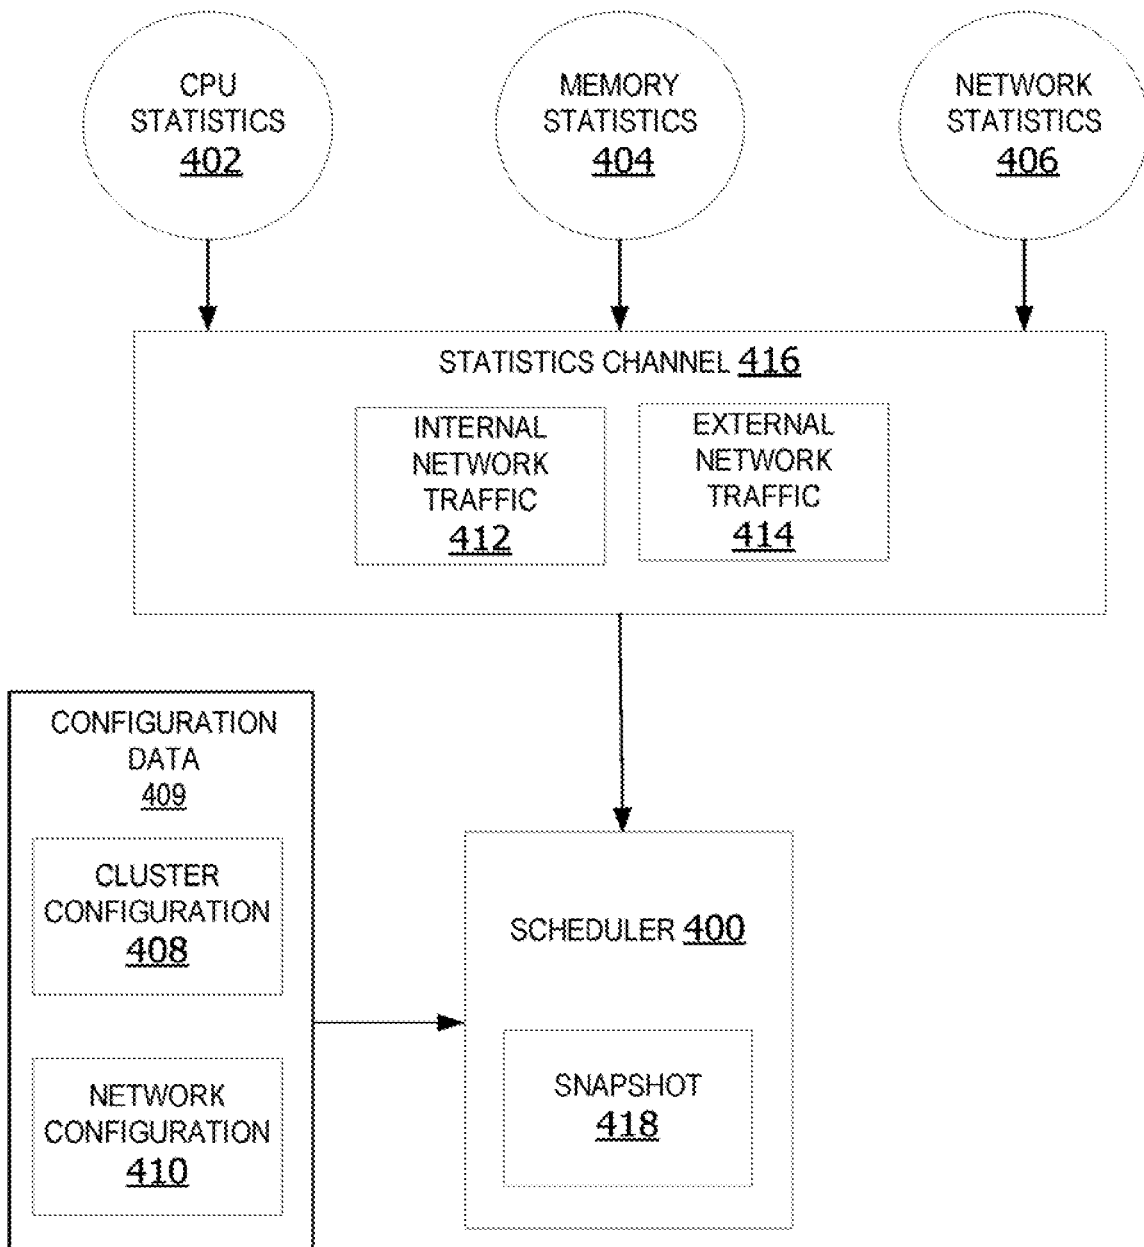 CPU
STATISTICS
402
MEMORY
STATISTICS
404
NETWORK
STATISTICS
406
STATISTICS CHANNEL 416
INTERNAL
NETWORK
TRAFFIC
412
EXTERNAL
NETWORK
TRAFFIC
414
CONFIGURATION
DATA
409
CLUSTER
CONFIGURATION
408
NETWORK
CONFIGURATION
410
SCHEDULER 400
SNAPSHOT
418